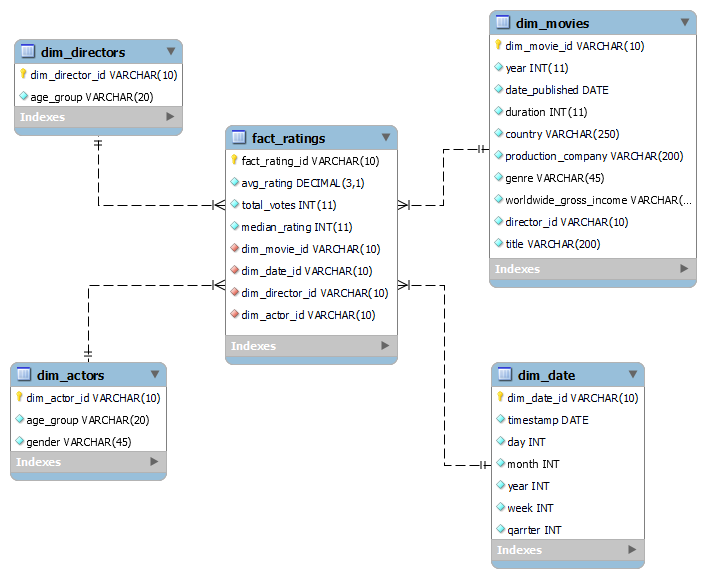 dim_directors
dim_director_id VARCHAR(10)
age_group VARCHAR(20)
Indexes
fact_ratings
fact_rating_id VARCHAR(10)
avg_rating DECIMAL(3,1)
total_votes INT(11)
median_rating INT(11)
dim_movie_id VARCHAR(10)
dim_date_id VARCHAR(10)
dim_director_id VARCHAR(10)
dim_actor_id VARCHAR(10)
Indexes
dim_movies
dim_movie_id VARCHAR(10)
year INT(11)
date_published DATE
duration INT(11)
country VARCHAR(250)
production_company VARCHAR(200)
genre VARCHAR(45)
worldwide_gross_income VARCHAR(...
director_id VARCHAR(10)
title VARCHAR(200)
Indexes
dim_actors
dim_actor_id VARCHAR(10)
age_group VARCHAR(20)
gender VARCHAR(45)
Indexes
dim_date
dim_date_id VARCHAR(10)
timestamp DATE
day INT
month INT
year INT
week INT
qarrter INT
Indexes